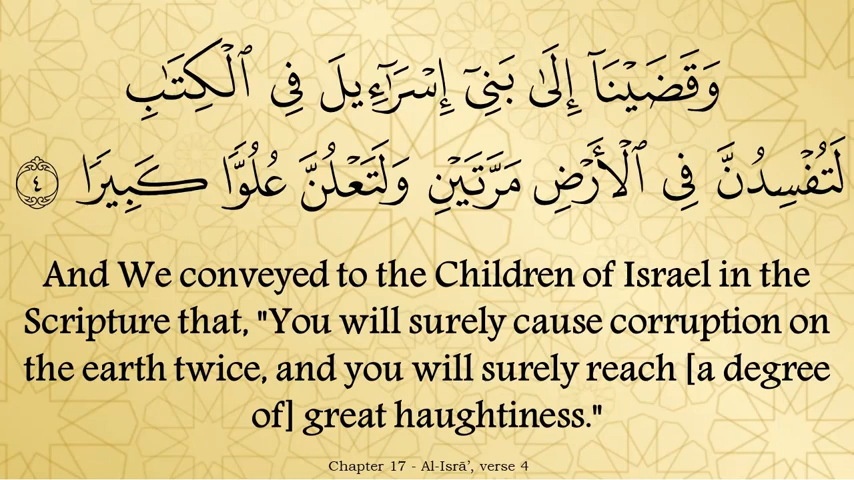 وَقَضَيْنَآ إِلَىٰ بَنِىٓ إِسْرَٰٓءِيلَ فِى ٱلْكِتَـٰبِ
لَتُفْسِدُنَّ فِى ٱلْأَرْضِ مَرَّتَيْنِ وَلَتَعْلُنَّ عُلُوًّا كَبِيرًا ٤
And We conveyed to the Children of Israel in the
Scripture that, "You will surely cause corruption on
the earth twice, and you will surely reach [a degree
of] great haughtiness."
Chapter 17 - Al-Isrā’, verse 4